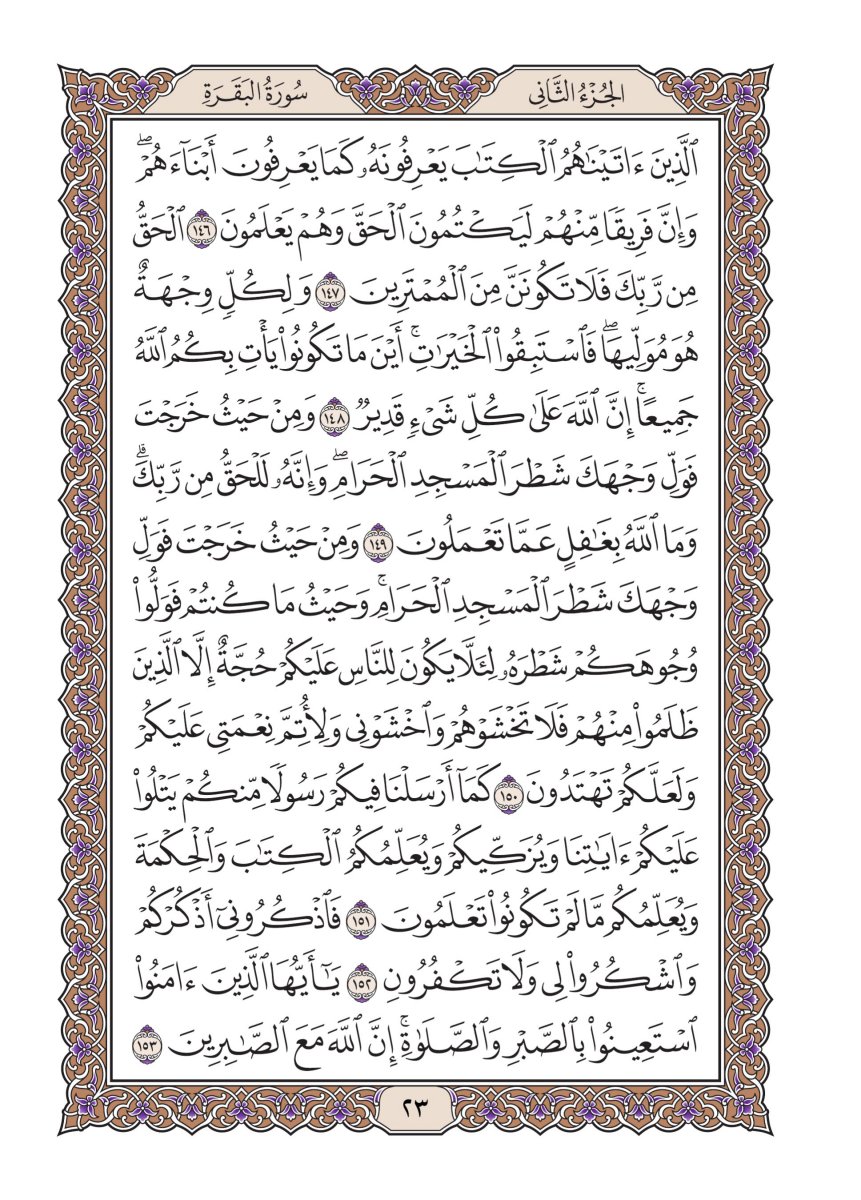 الجُزْءُ الثَّانِي
سُورَةُ البَقَرَةِ
ٱلَّذِينَ ءَاتَيْنَٰهُمُ ٱلْكِتَٰبَ يَعْرِفُونَهُۥ كَمَا يَعْرِفُونَ أَبْنَآءَهُمْۖ
وَإِنَّ فَرِيقًا مِّنْهُمْ لَيَكْتُمُونَ ٱلْحَقَّ وَهُمْ يَعْلَمُونَ ١٤٦ ٱلْحَقُّ
مِن رَّبِّكَ فَلَا تَكُونَنَّ مِنَ ٱلْمُمْتَرِينَ ١٤٧ وَلِكُلٍّ وِجْهَةٌ
هُوَ مُوَلِّيهَاۖ فَٱسْتَبِقُوا۟ ٱلْخَيْرَٰتِۚ أَيْنَ مَا تَكُونُوا۟ يَأْتِ بِكُمُ ٱللَّهُ
جَمِيعًاۚ إِنَّ ٱللَّهَ عَلَىٰ كُلِّ شَىْءٍ قَدِيرٌ ١٤٨ وَمِنْ حَيْثُ خَرَجْتَ
فَوَلِّ وَجْهَكَ شَطْرَ ٱلْمَسْجِدِ ٱلْحَرَامِۖ وَإِنَّهُۥ لَلْحَقُّ مِن رَّبِّكَۗ
وَمَا ٱللَّهُ بِغَٰفِلٍ عَمَّا تَعْمَلُونَ ١٤٩ وَمِنْ حَيْثُ خَرَجْتَ فَوَلِّ
وَجْهَكَ شَطْرَ ٱلْمَسْجِدِ ٱلْحَرَامِۚ وَحَيْثُ مَا كُنتُمْ فَوَلُّوا۟
وُجُوهَكُمْ شَطْرَهُۥ لِئَلَّا يَكُونَ لِلنَّاسِ عَلَيْكُمْ حُجَّةٌ إِلَّا ٱلَّذِينَ
ظَلَمُوا۟ مِنْهُمْ فَلَا تَخْشَوْهُمْ وَٱخْشَوْنِى وَلِأُتِمَّ نِعْمَتِى عَلَيْكُمْ
وَلَعَلَّكُمْ تَهْتَدُونَ ١٥٠ كَمَآ أَرْسَلْنَا فِيكُمْ رَسُولًا مِّنكُمْ يَتْلُوا۟
عَلَيْكُمْ ءَايَٰتِنَا وَيُزَكِّيكُمْ وَيُعَلِّمُكُمُ ٱلْكِتَٰبَ وَٱلْحِكْمَةَ
وَيُعَلِّمُكُم مَّا لَمْ تَكُونُوا۟ تَعْلَمُونَ ١٥١ فَٱذْكُرُونِىٓ أَذْكُرْكُمْ
وَٱشْكُرُوا۟ لِى وَلَا تَكْفُرُونِ ١٥٢ يَٰٓأَيُّهَا ٱلَّذِينَ ءَامَنُوا۟
ٱسْتَعِينُوا۟ بِٱلصَّبْرِ وَٱلصَّلَوٰةِۚ إِنَّ ٱللَّهَ مَعَ ٱلصَّٰبِرِينَ ١٥٣
٢٣